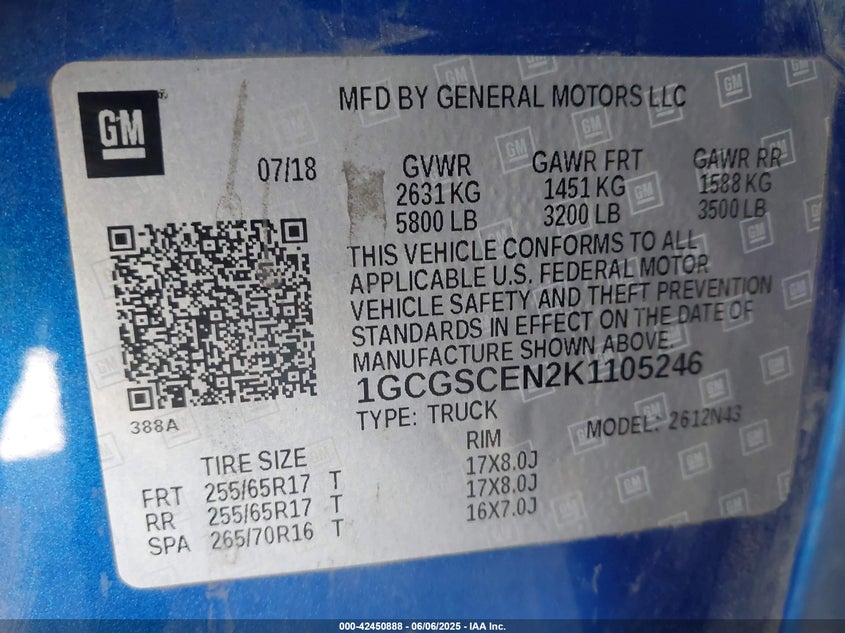 GM
MFD BY GENERAL MOTORS LLC
07/18
GVWR GAWR FRT GAWR RR
2631 KG 1451 KG 1588 KG
5800 LB 3200 LB 3500 LB
THIS VEHICLE CONFORMS TO ALL
APPLICABLE U.S. FEDERAL MOTOR
VEHICLE SAFETY AND THEFT PREVENTION
STANDARDS IN EFFECT ON THE DATE OF
MANUFACTURE SHOWN ABOVE.
1GCGSCEN2K1105246
TYPE: TRUCK MODEL: 2612N43
388A
TIRE SIZE RIM
FRT 255/65R17 T 17X8.0J
RR 255/65R17 T 17X8.0J
SPA 265/70R16 T 16X7.0J
000-42450888 - 06/06/2025 - IAA Inc.